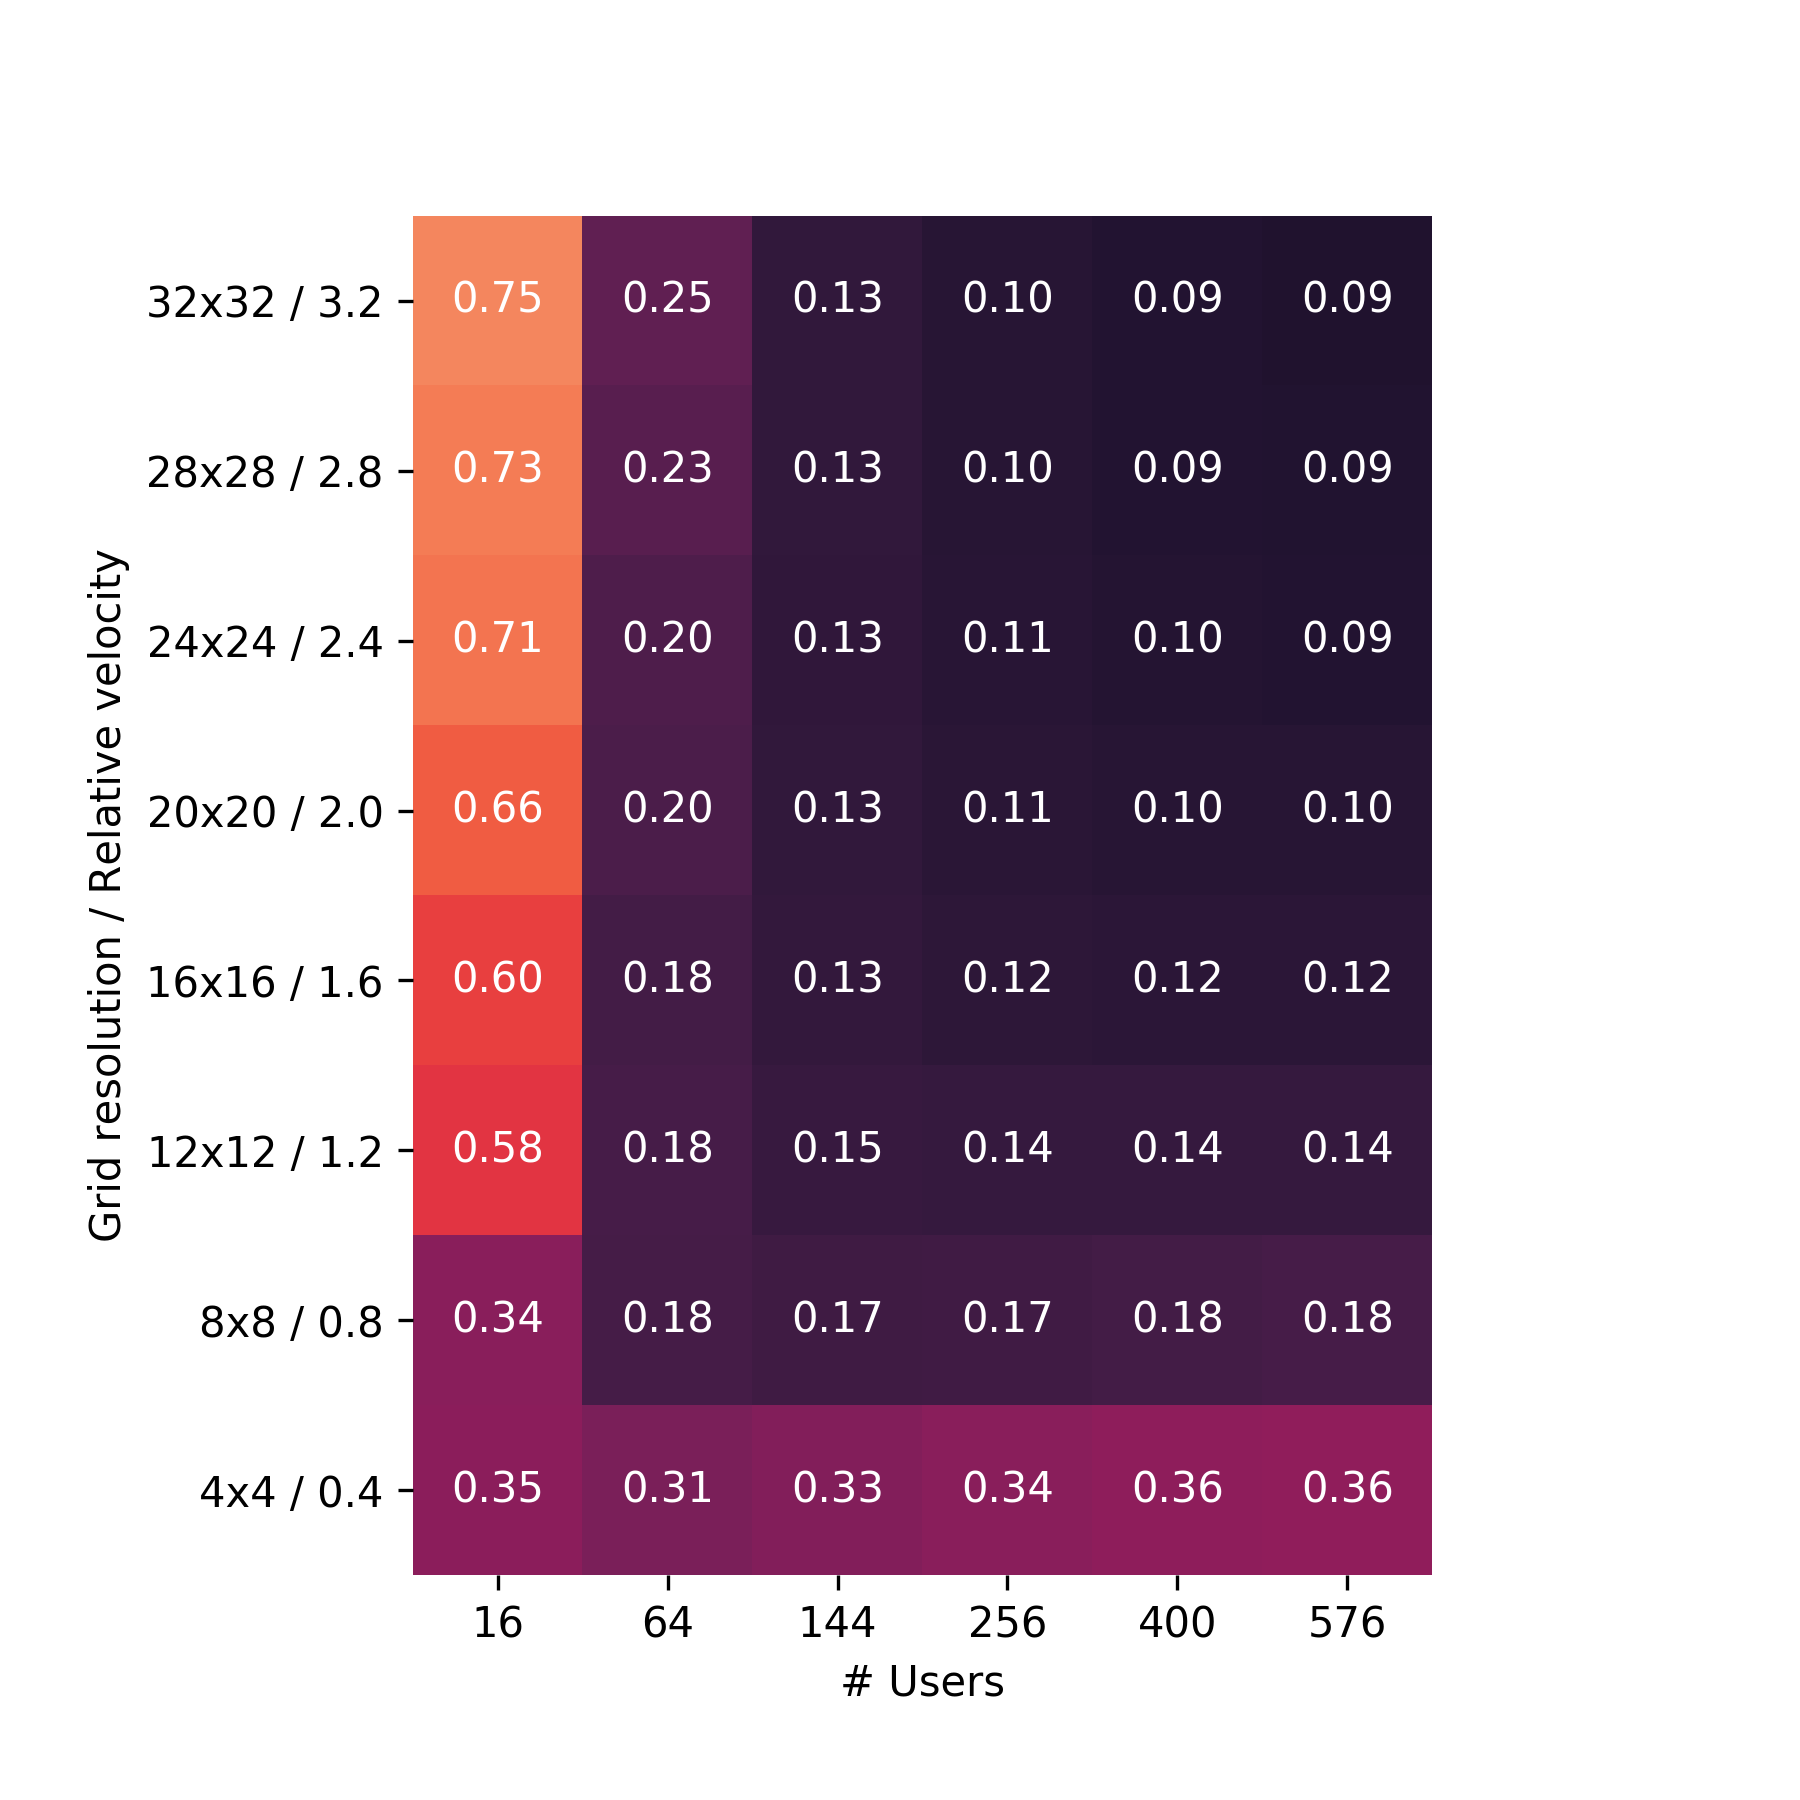 32x32 / 3.2 0.75 0.25 0.13 0.10 0.09 0.09
28x28 / 2.8 0.73 0.23 0.13 0.10 0.09 0.09
24x24 / 2.4 0.71 0.20 0.13 0.11 0.10 0.09
20x20 / 2.0 0.66 0.20 0.13 0.11 0.10 0.10
16x16 / 1.6 0.60 0.18 0.13 0.12 0.12 0.12
12x12 / 1.2 0.58 0.18 0.15 0.14 0.14 0.14
8x8 / 0.8 0.34 0.18 0.17 0.17 0.18 0.18
4x4 / 0.4 0.35 0.31 0.33 0.34 0.36 0.36
16 64 144 256 400 576
# Users
Grid resolution / Relative velocity